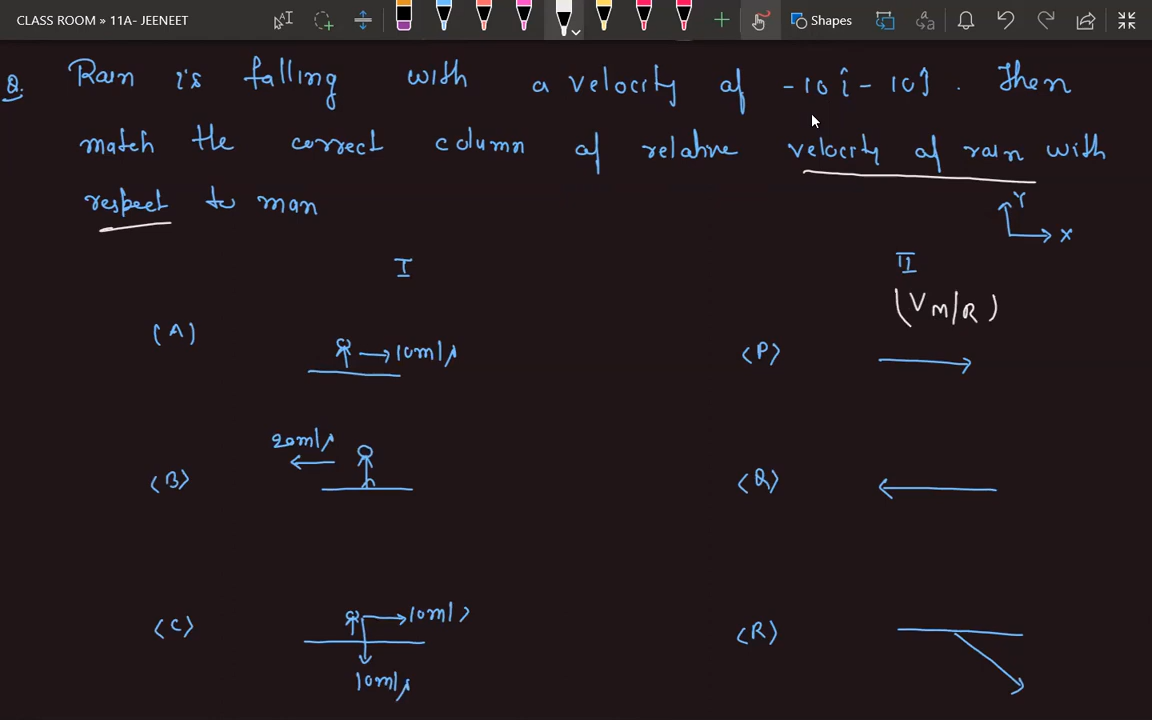 CLASS ROOM » 11A- JEENEET
Shapes
Q. Rain is falling with a velocity of -10î - 10ĵ. Then
match the correct column of relative velocity of rain with
respect to man
Y
X
I II
(V M/R)
(A) 10m/s (P)
20m/s
(B) (Q)
(C) 10m/s (R)
10m/s